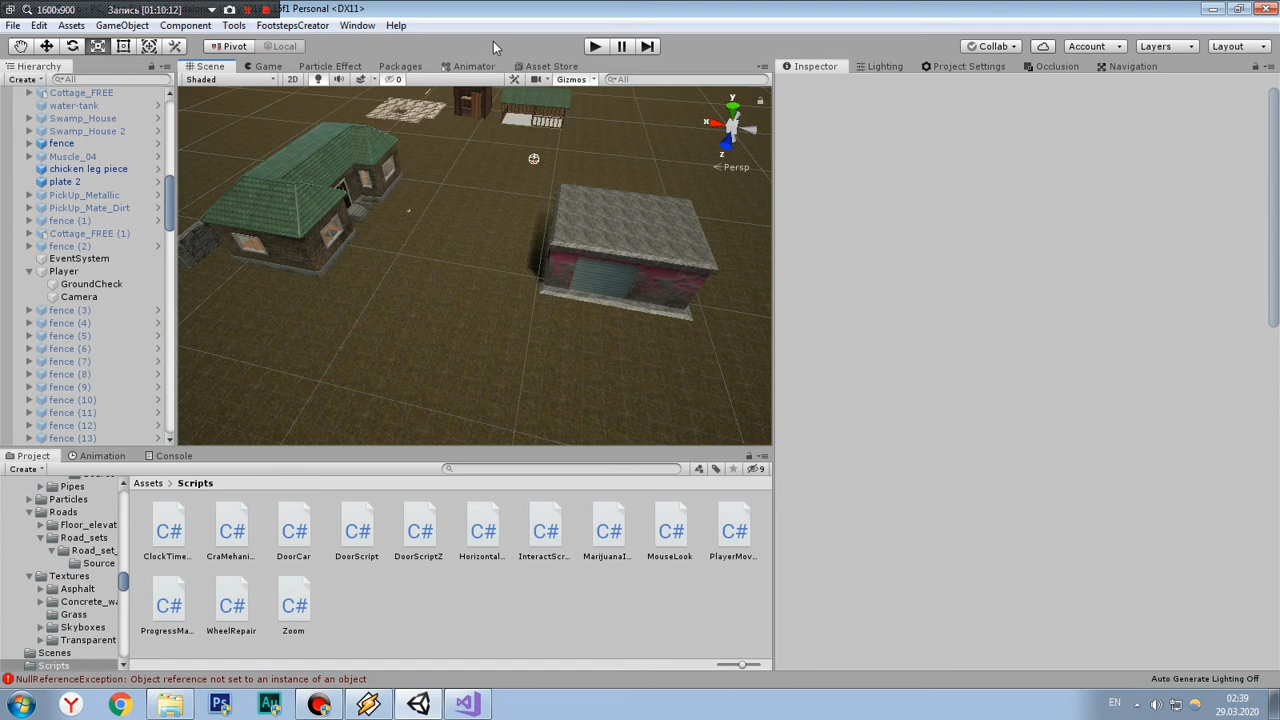 1600x900 Запись [01:10:12] 5f1 Personal <DX11>
File Edit Assets GameObject Component Tools FootstepsCreator Window Help
Pivot Local Collab Account Layers Layout
Hierarchy Scene Game Particle Effect Packages Animator Asset Store Inspector Lighting Project Settings Occlusion Navigation
Create All Shaded 2D 0 Gizmos All
Cottage_FREE
water-tank
Swamp_House
Swamp_House 2
fence
Muscle_04
chicken leg piece
plate 2
PickUp_Metallic
PickUp_Mate_Dirt
fence (1)
Cottage_FREE (1)
fence (2)
EventSystem
Player
GroundCheck
Camera
fence (3)
fence (4)
fence (5)
fence (6)
fence (7)
fence (8)
fence (9)
fence (10)
fence (11)
fence (12)
fence (13)
y
x
z
Persp
Project Animation Console
Create 9
Pipes
Particles
Roads
Floor_elevat
Road_sets
Road_set_
Source
Textures
Asphalt
Concrete_wa
Grass
Skyboxes
Transparent
Scenes
Scripts
Assets > Scripts
C# C# C# C# C# C# C# C# C# C#
ClockTime... CraMehani... DoorCar DoorScript DoorScriptZ Horizontal... InteractScr... MarijuanaI... MouseLook PlayerMov...
C# C# C#
ProgressMa... WheelRepair Zoom
NullReferenceException: Object reference not set to an instance of an object Auto Generate Lighting Off
Ps Au EN 02:39
29.03.2020